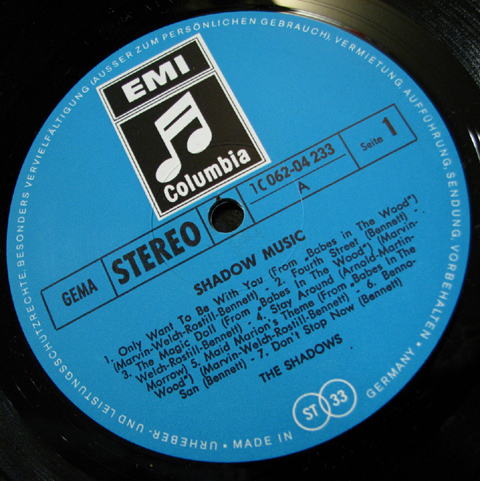 URHEBER- UND LEISTUNGSSCHUTZRECHTE, BESONDERS VERVIELFÄLTIGUNG (AUSSER ZUM PERSÖNLICHEN GEBRAUCH), VERMIETUNG, AUFFÜHRUNG, SENDUNG, VORBEHALTEN •
EMI
Columbia
GEMA
STEREO
1 C 062-04 233
A
Seite 1
SHADOW MUSIC
1. Only Want To Be With You (From „Babes in The Wood")
(Marvin-Welch-Rostill-Bennett) - 2. Fourth Street (Bennett) -
3. The Magic Doll (From „Babes In The Wood") (Marvin-
Welch-Rostill-Bennett) - 4. Stay Around (Arnold-Martin-
Morrow) 5. Maid Marion's Theme (From „Babes In The
Wood") (Marvin-Welch-Rostill-Bennett) - 6. Benno-
San (Bennett) - 7. Don't Stop Now (Bennett)
THE SHADOWS
ST 33
• MADE IN GERMANY •